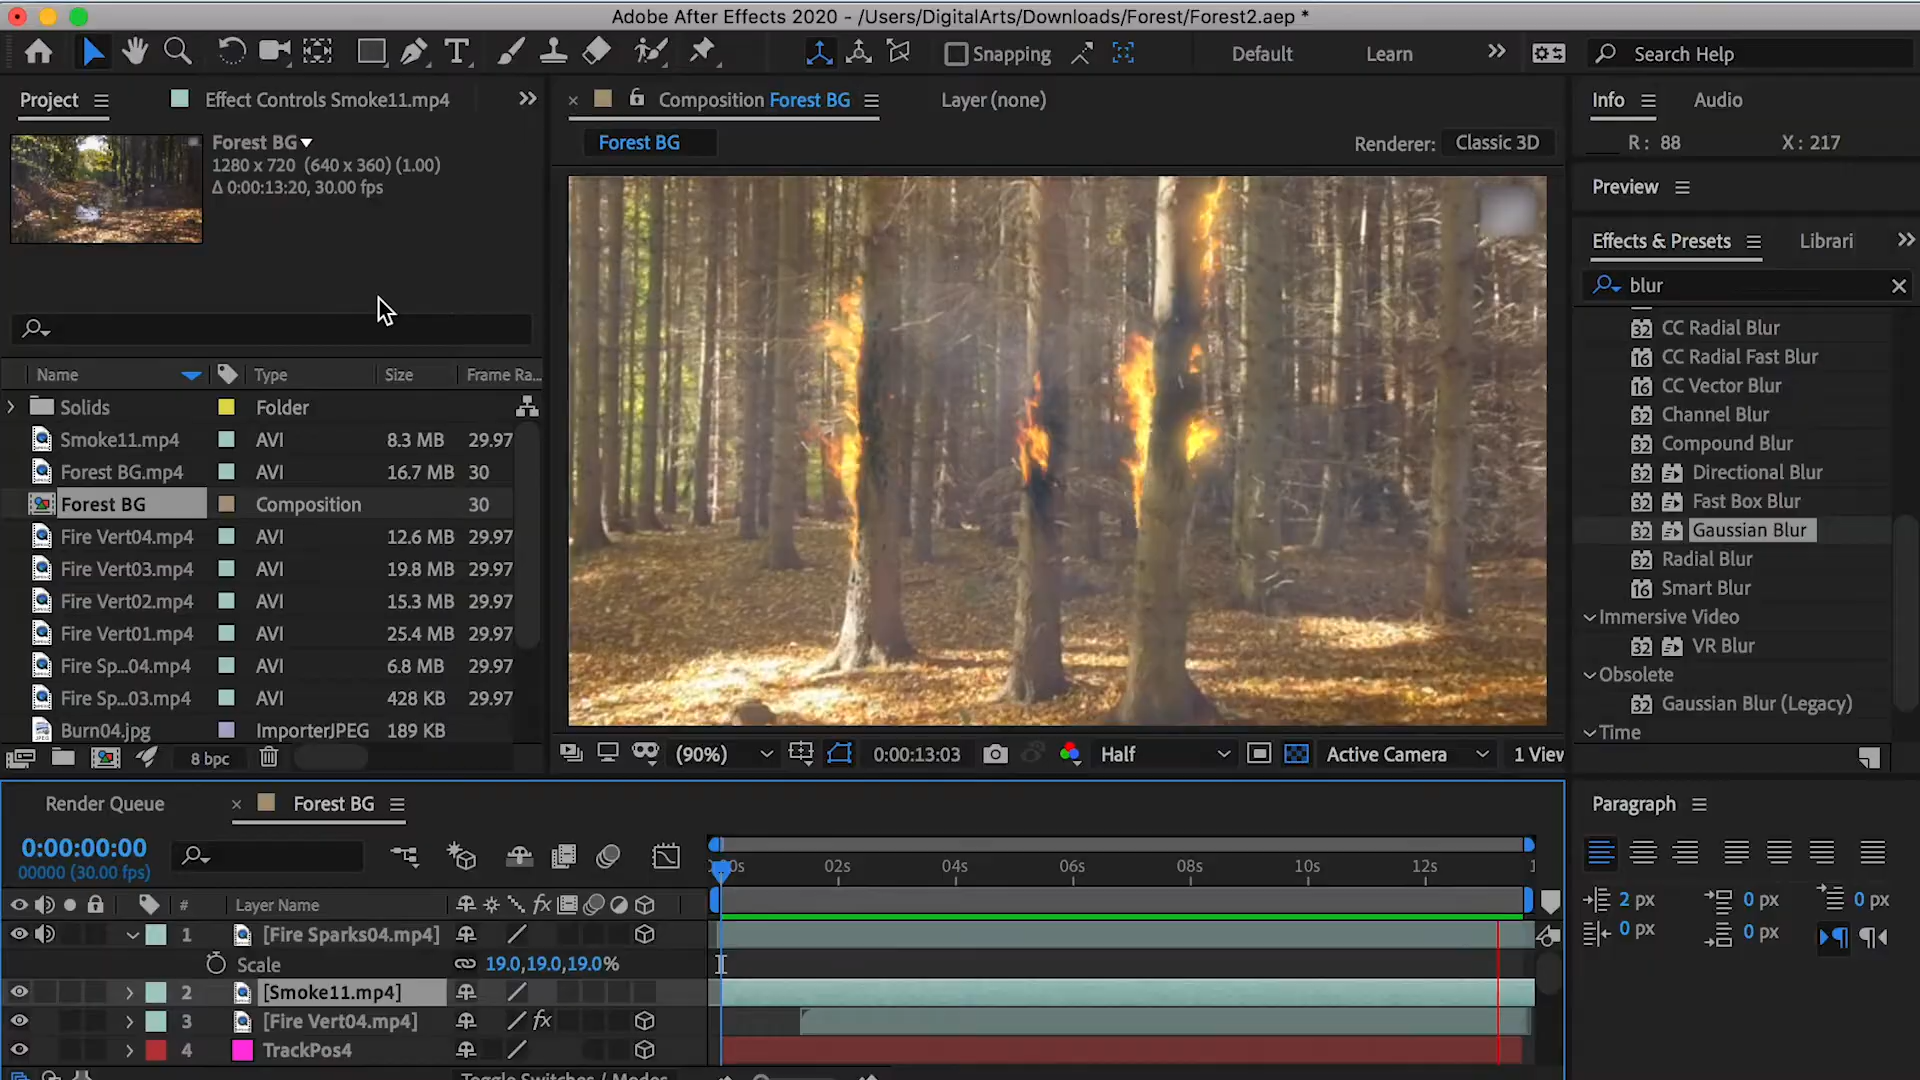 Adobe After Effects 2020 - /Users/DigitalArts/Downloads/Forest/Forest2.aep *
Snapping
Default
Learn
Search Help
Project
Effect Controls Smoke11.mp4
Composition Forest BG
Layer (none)
Info
Audio
Forest BG
1280 x 720 (640 x 360) (1.00)
Δ 0:00:13:20, 30.00 fps
Forest BG
Renderer:
Classic 3D
R: 88
X: 217
Preview
Effects & Presets
Librari
blur
CC Radial Blur
CC Radial Fast Blur
CC Vector Blur
Channel Blur
Compound Blur
Directional Blur
Fast Box Blur
Gaussian Blur
Radial Blur
Smart Blur
Immersive Video
VR Blur
Obsolete
Gaussian Blur (Legacy)
Time
Name Type Size Frame Ra...
Solids Folder
Smoke11.mp4 AVI 8.3 MB 29.97
Forest BG.mp4 AVI 16.7 MB 30
Forest BG Composition 30
Fire Vert04.mp4 AVI 12.6 MB 29.97
Fire Vert03.mp4 AVI 19.8 MB 29.97
Fire Vert02.mp4 AVI 15.3 MB 29.97
Fire Vert01.mp4 AVI 25.4 MB 29.97
Fire Sp...04.mp4 AVI 6.8 MB 29.97
Fire Sp...03.mp4 AVI 428 KB 29.97
Burn04.jpg ImporterJPEG 189 KB
8 bpc
(90%) 0:00:13:03 Half Active Camera 1 View
Render Queue
Forest BG
0:00:00:00
00000 (30.00 fps)
00s 02s 04s 06s 08s 10s 12s 1
# Layer Name fx
1 [Fire Sparks04.mp4]
Scale 19.0,19.0,19.0%
2 [Smoke11.mp4]
3 [Fire Vert04.mp4] fx
4 TrackPos4
Toggle Switches / Modes
Paragraph
2 px 0 px 0 px
0 px 0 px